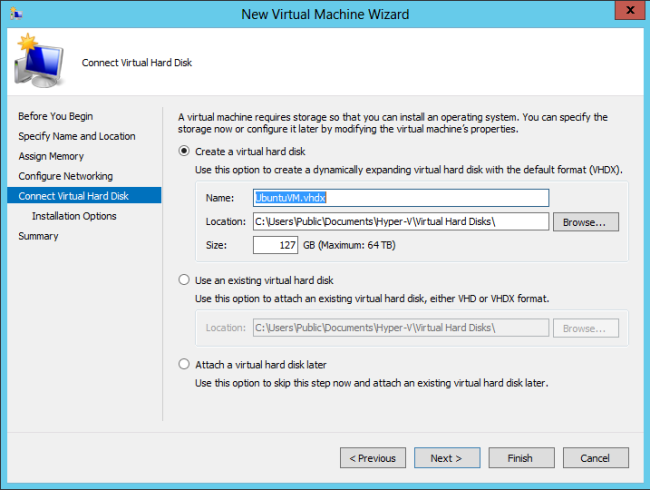 New Virtual Machine Wizard
x
Connect Virtual Hard Disk
Before You Begin
Specify Name and Location
Assign Memory
Configure Networking
Connect Virtual Hard Disk
Installation Options
Summary
A virtual machine requires storage so that you can install an operating system. You can specify the
storage now or configure it later by modifying the virtual machine's properties.
Create a virtual hard disk
Use this option to create a dynamically expanding virtual hard disk with the default format (VHDX).
Name: UbuntuVM.vhdx
Location: C:\Users\Public\Documents\Hyper-V\Virtual Hard Disks\ Browse...
Size: 127 GB (Maximum: 64 TB)
Use an existing virtual hard disk
Use this option to attach an existing virtual hard disk, either VHD or VHDX format.
Location: C:\Users\Public\Documents\Hyper-V\Virtual Hard Disks\ Browse...
Attach a virtual hard disk later
Use this option to skip this step now and attach an existing virtual hard disk later.
< Previous Next > Finish Cancel